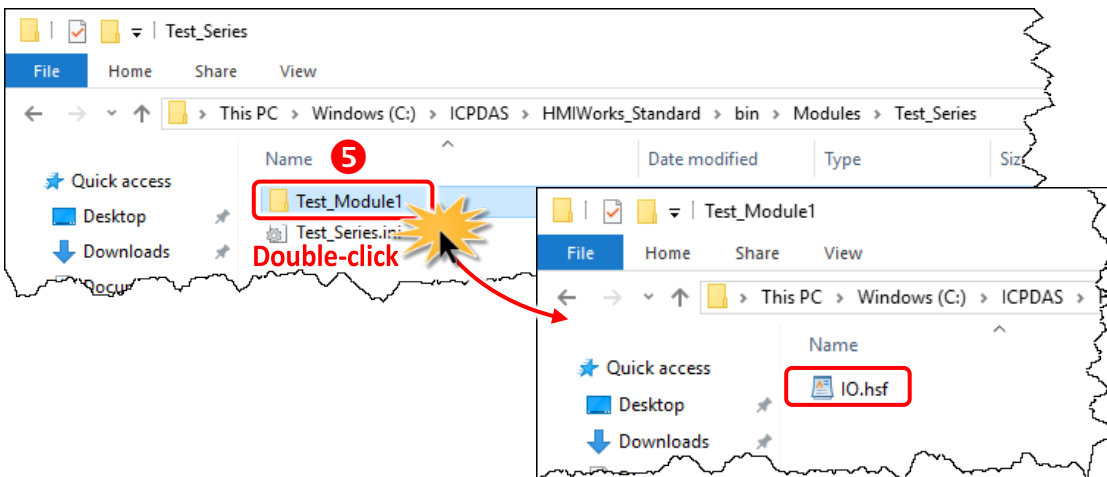 Test_Series
File Home Share View
This PC > Windows (C:) > ICPDAS > HMIWorks_Standard > bin > Modules > Test_Series
Name 5 Date modified Type
Quick access
Test_Module1
Desktop
Test_Series.ini
Downloads
Double-click
Test_Module1
File Home Share View
This PC > Windows (C:) > ICPDAS >
Name
Quick access
IO.hsf
Desktop
Downloads